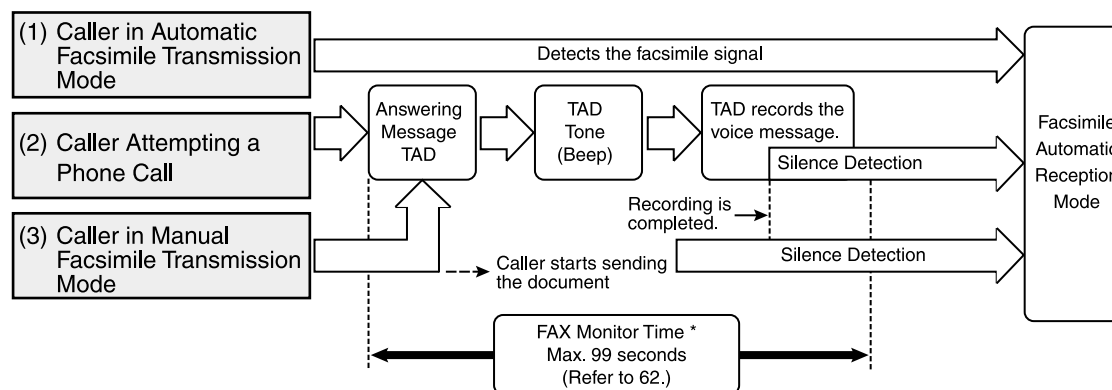 (1) Caller in Automatic
Facsimile Transmission
Mode
Detects the facsimile signal
(2) Caller Attempting a
Phone Call
Answering
Message
TAD
TAD
Tone
(Beep)
TAD records the
voice message.
Silence Detection
Facsimile
Automatic
Reception
Mode
Recording is
completed.
(3) Caller in Manual
Facsimile Transmission
Mode
Silence Detection
Caller starts sending
the document
FAX Monitor Time *
Max. 99 seconds
(Refer to 62.)